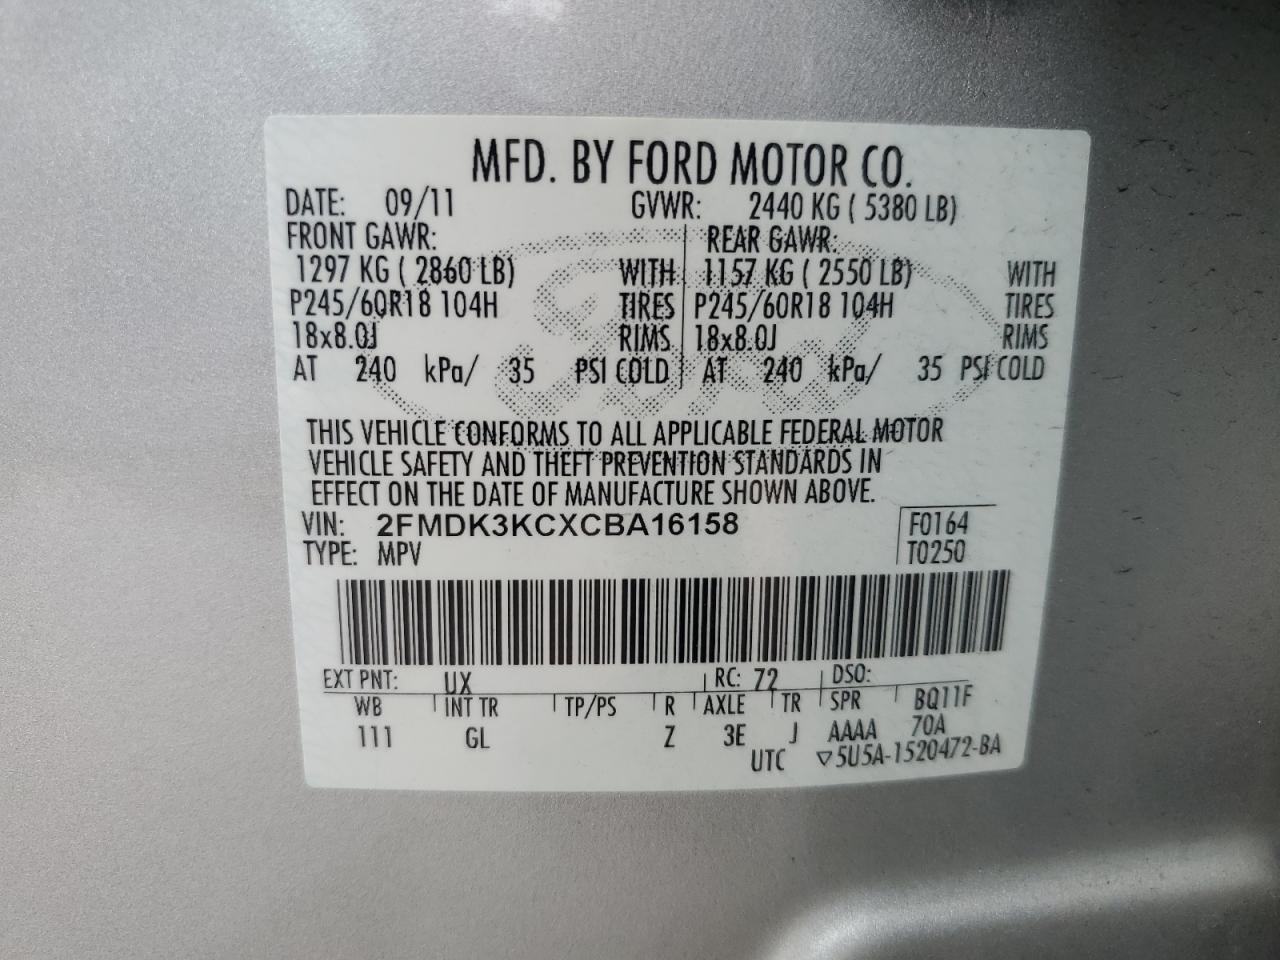 MFD. BY FORD MOTOR CO.
DATE: 09/11 GVWR: 2440 KG ( 5380 LB)
FRONT GAWR: REAR GAWR:
1297 KG ( 2860 LB) WITH 1157 KG ( 2550 LB) WITH
P245/60R18 104H TIRES P245/60R18 104H TIRES
18x8.0J RIMS 18x8.0J RIMS
AT 240 kPa/ 35 PSI COLD AT 240 kPa/ 35 PSI COLD
THIS VEHICLE CONFORMS TO ALL APPLICABLE FEDERAL MOTOR
VEHICLE SAFETY AND THEFT PREVENTION STANDARDS IN
EFFECT ON THE DATE OF MANUFACTURE SHOWN ABOVE.
VIN: 2FMDK3KCXCBA16158 F0164
TYPE: MPV T0250
EXT PNT: UX RC: 72 DSO:
WB INT TR TP/PS R AXLE TR SPR BQ11F
111 GL Z 3E J AAAA 70A
UTC ▽5U5A-1520472-BA